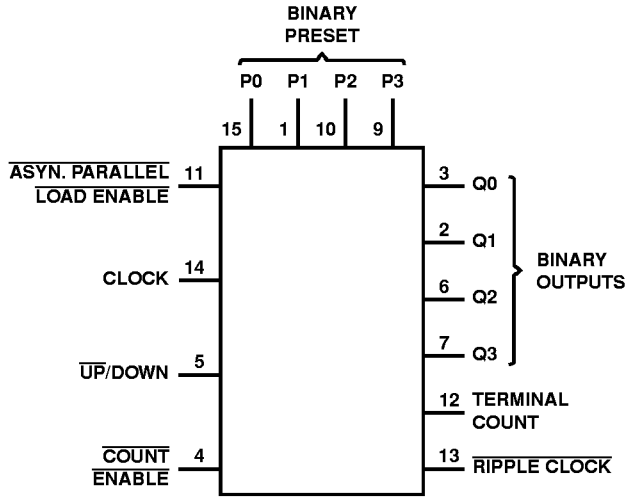 BINARY
PRESET
P0 P1 P2 P3
15 1 10 9
ASYN. PARALLEL 11
LOAD ENABLE
3 Q0
2 Q1
BINARY
OUTPUTS
CLOCK 14
6 Q2
UP/DOWN 5
7 Q3
12 TERMINAL
COUNT
COUNT 4
ENABLE
13 RIPPLE CLOCK